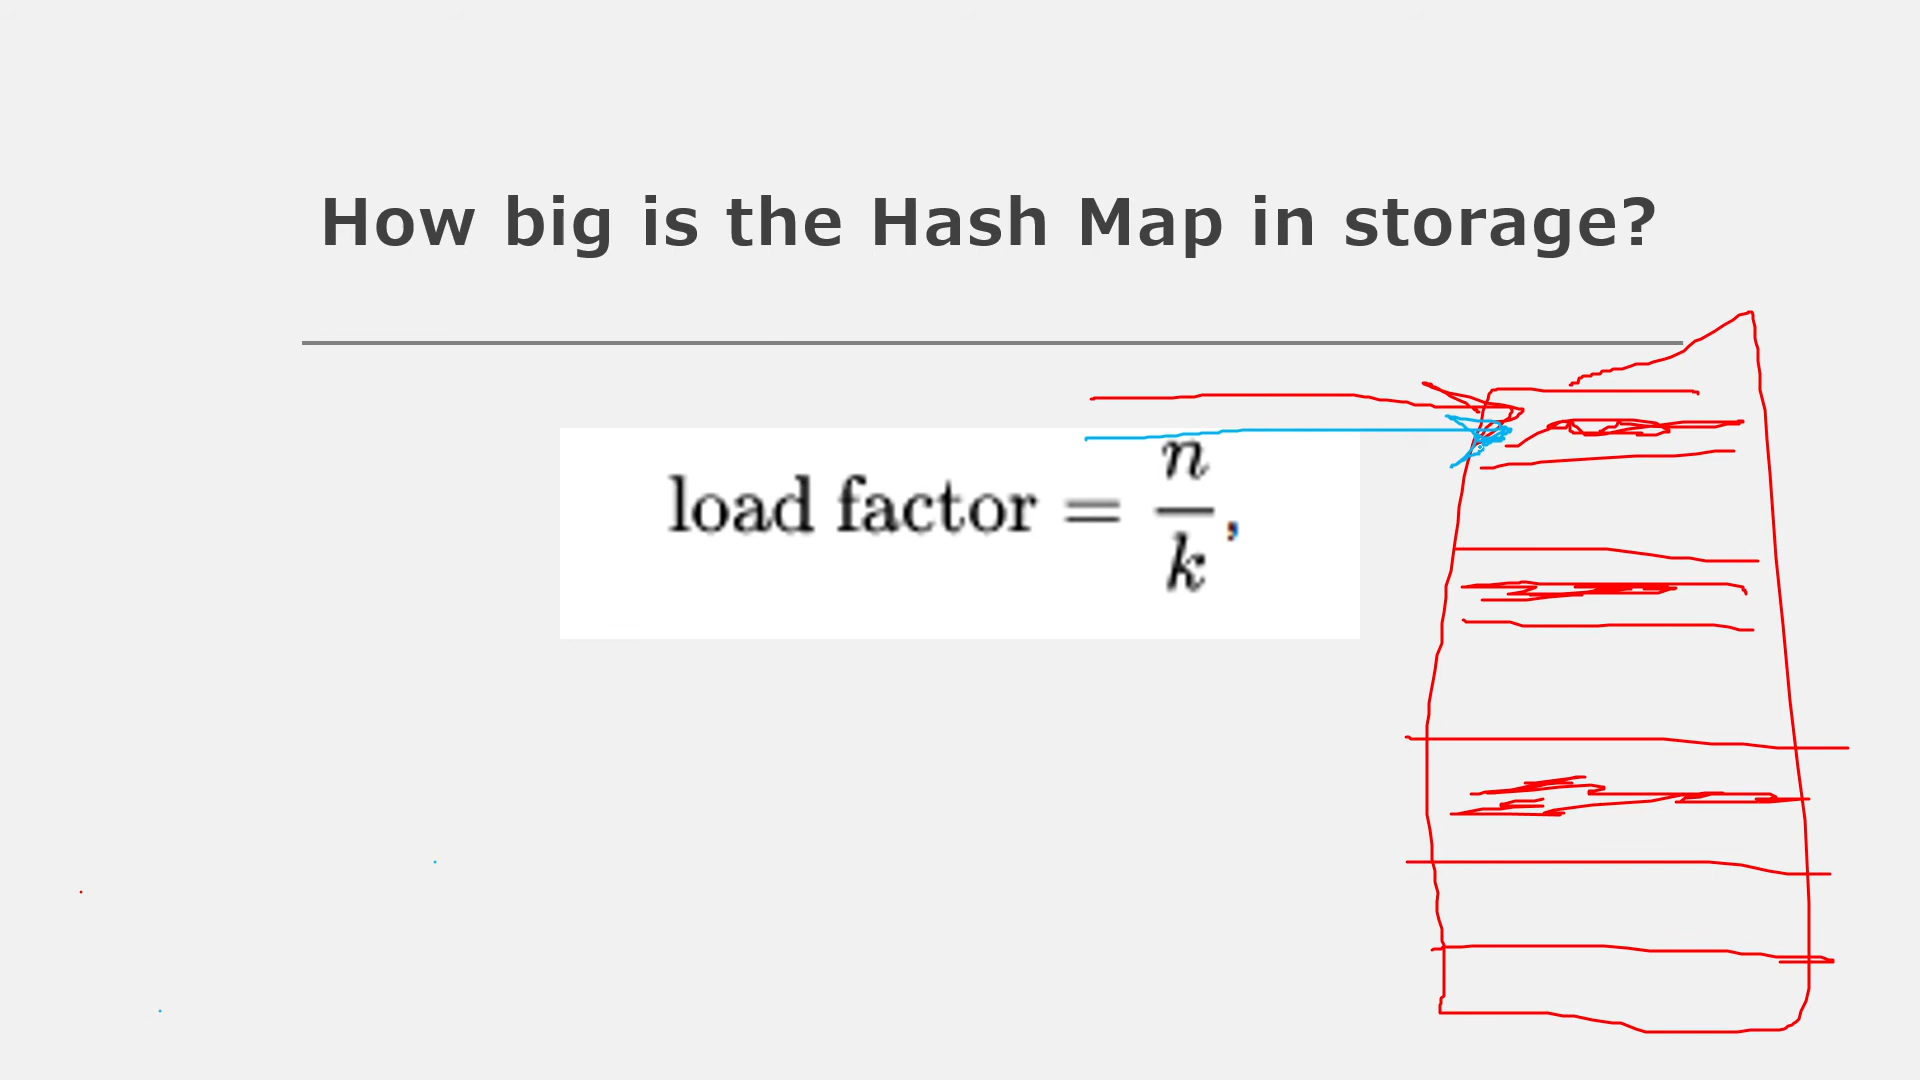 How big is the Hash Map in storage?
load factor = n/k,